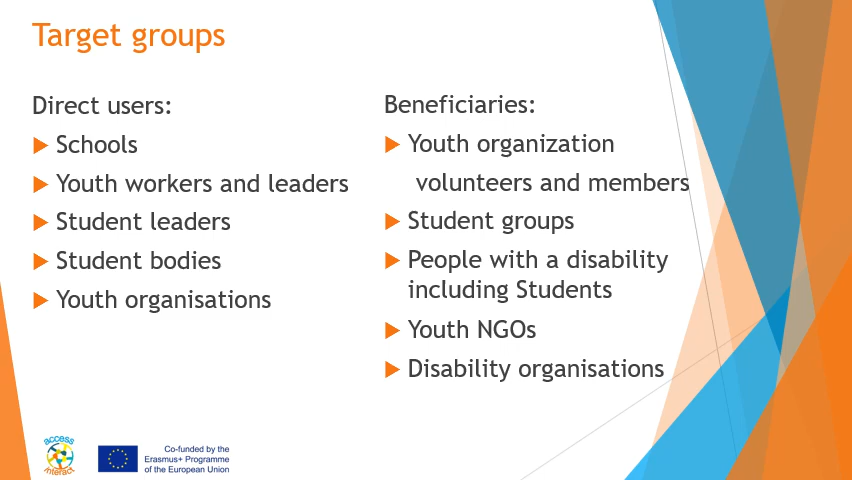 Target groups
Direct users:
Schools
Youth workers and leaders
Student leaders
Student bodies
Youth organisations
Beneficiaries:
Youth organization
volunteers and members
Student groups
People with a disability
including Students
Youth NGOs
Disability organisations
access
interact
Co-funded by the
Erasmus+ Programme
of the European Union